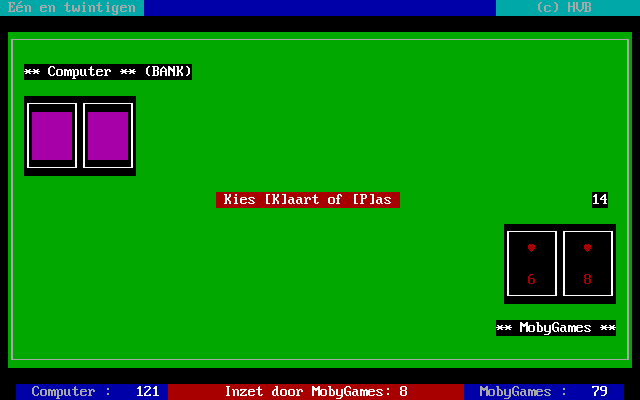 Eén en twintigen (c) HVB
** Computer ** (BANK)
Kies [K]aart of [P]as 14
6 8
** MobyGames **
Computer : 121 Inzet door MobyGames: 8 MobyGames : 79